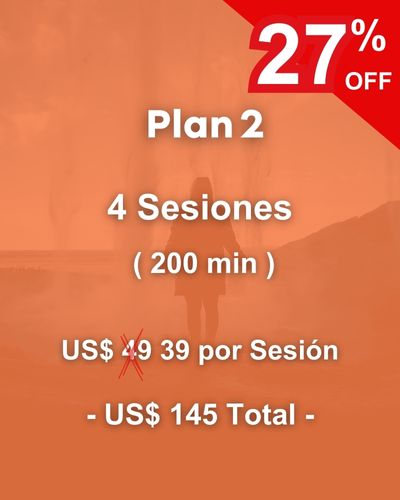 27%
OFF
Plan 2
4 Sesiones
( 200 min )
US$ 49 39 por Sesión
- US$ 145 Total -